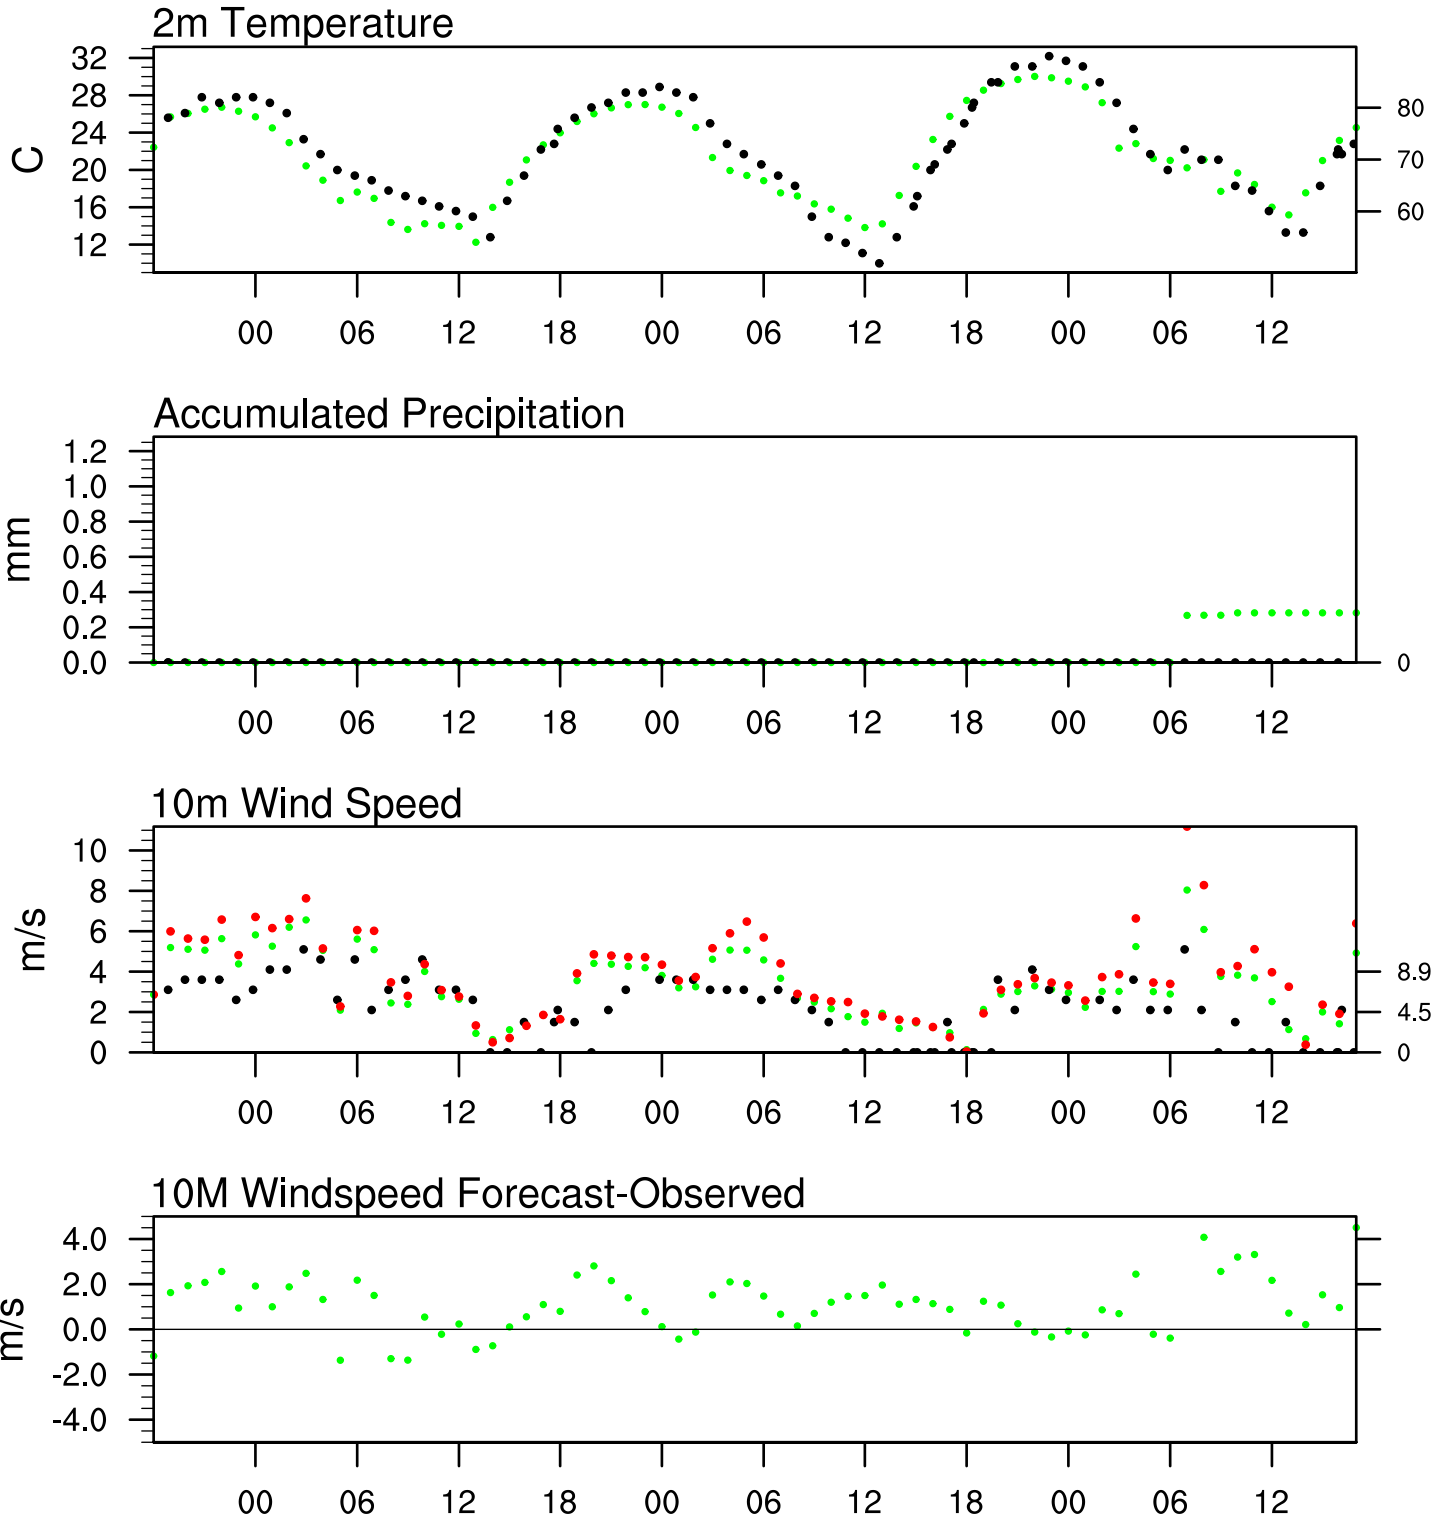 2m Temperature
32
28
24
20
16
12
C
80
70
60
00 06 12 18 00 06 12 18 00 06 12
Accumulated Precipitation
1.2
1.0
0.8
0.6
0.4
0.2
0.0
mm
0
00 06 12 18 00 06 12 18 00 06 12
10m Wind Speed
10
8
6
4
2
0
m/s
8.9
4.5
0
00 06 12 18 00 06 12 18 00 06 12
10M Windspeed Forecast-Observed
4.0
2.0
0.0
-2.0
-4.0
m/s
00 06 12 18 00 06 12 18 00 06 12